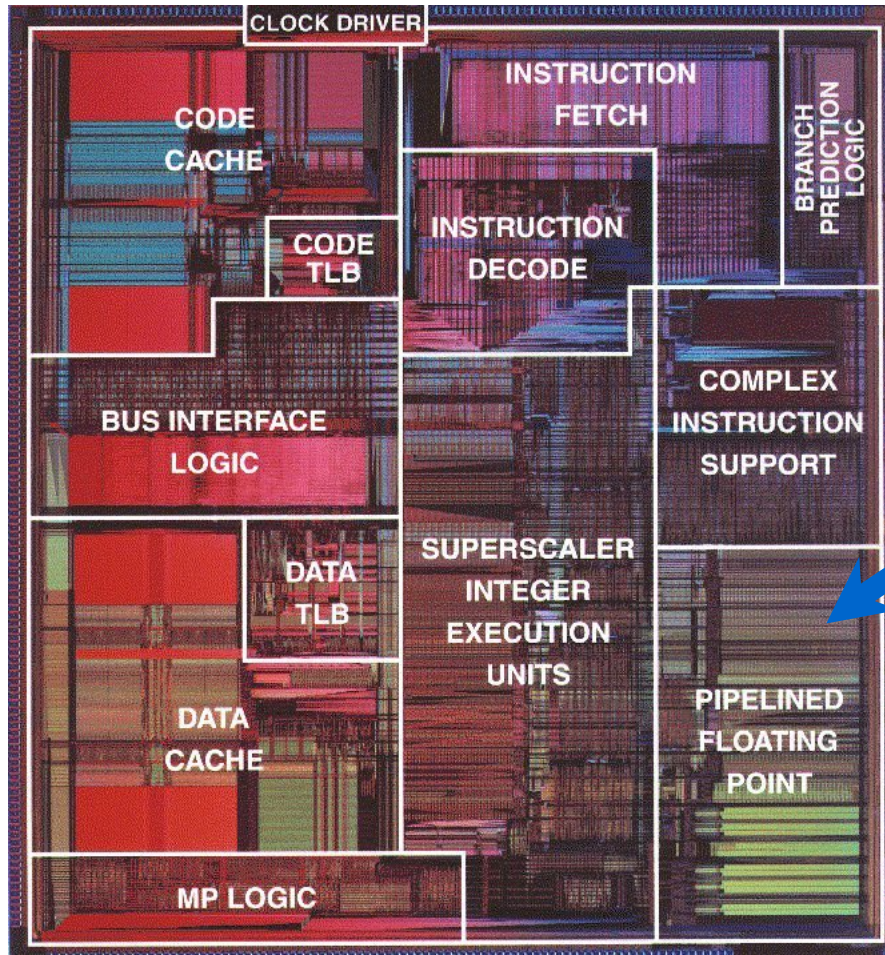 CLOCK DRIVER
CODE
CACHE
INSTRUCTION
FETCH
BRANCH
PREDICTION
LOGIC
CODE
TLB
INSTRUCTION
DECODE
BUS INTERFACE
LOGIC
COMPLEX
INSTRUCTION
SUPPORT
DATA
TLB
SUPERSCALER
INTEGER
EXECUTION
UNITS
DATA
CACHE
PIPELINED
FLOATING
POINT
MP LOGIC